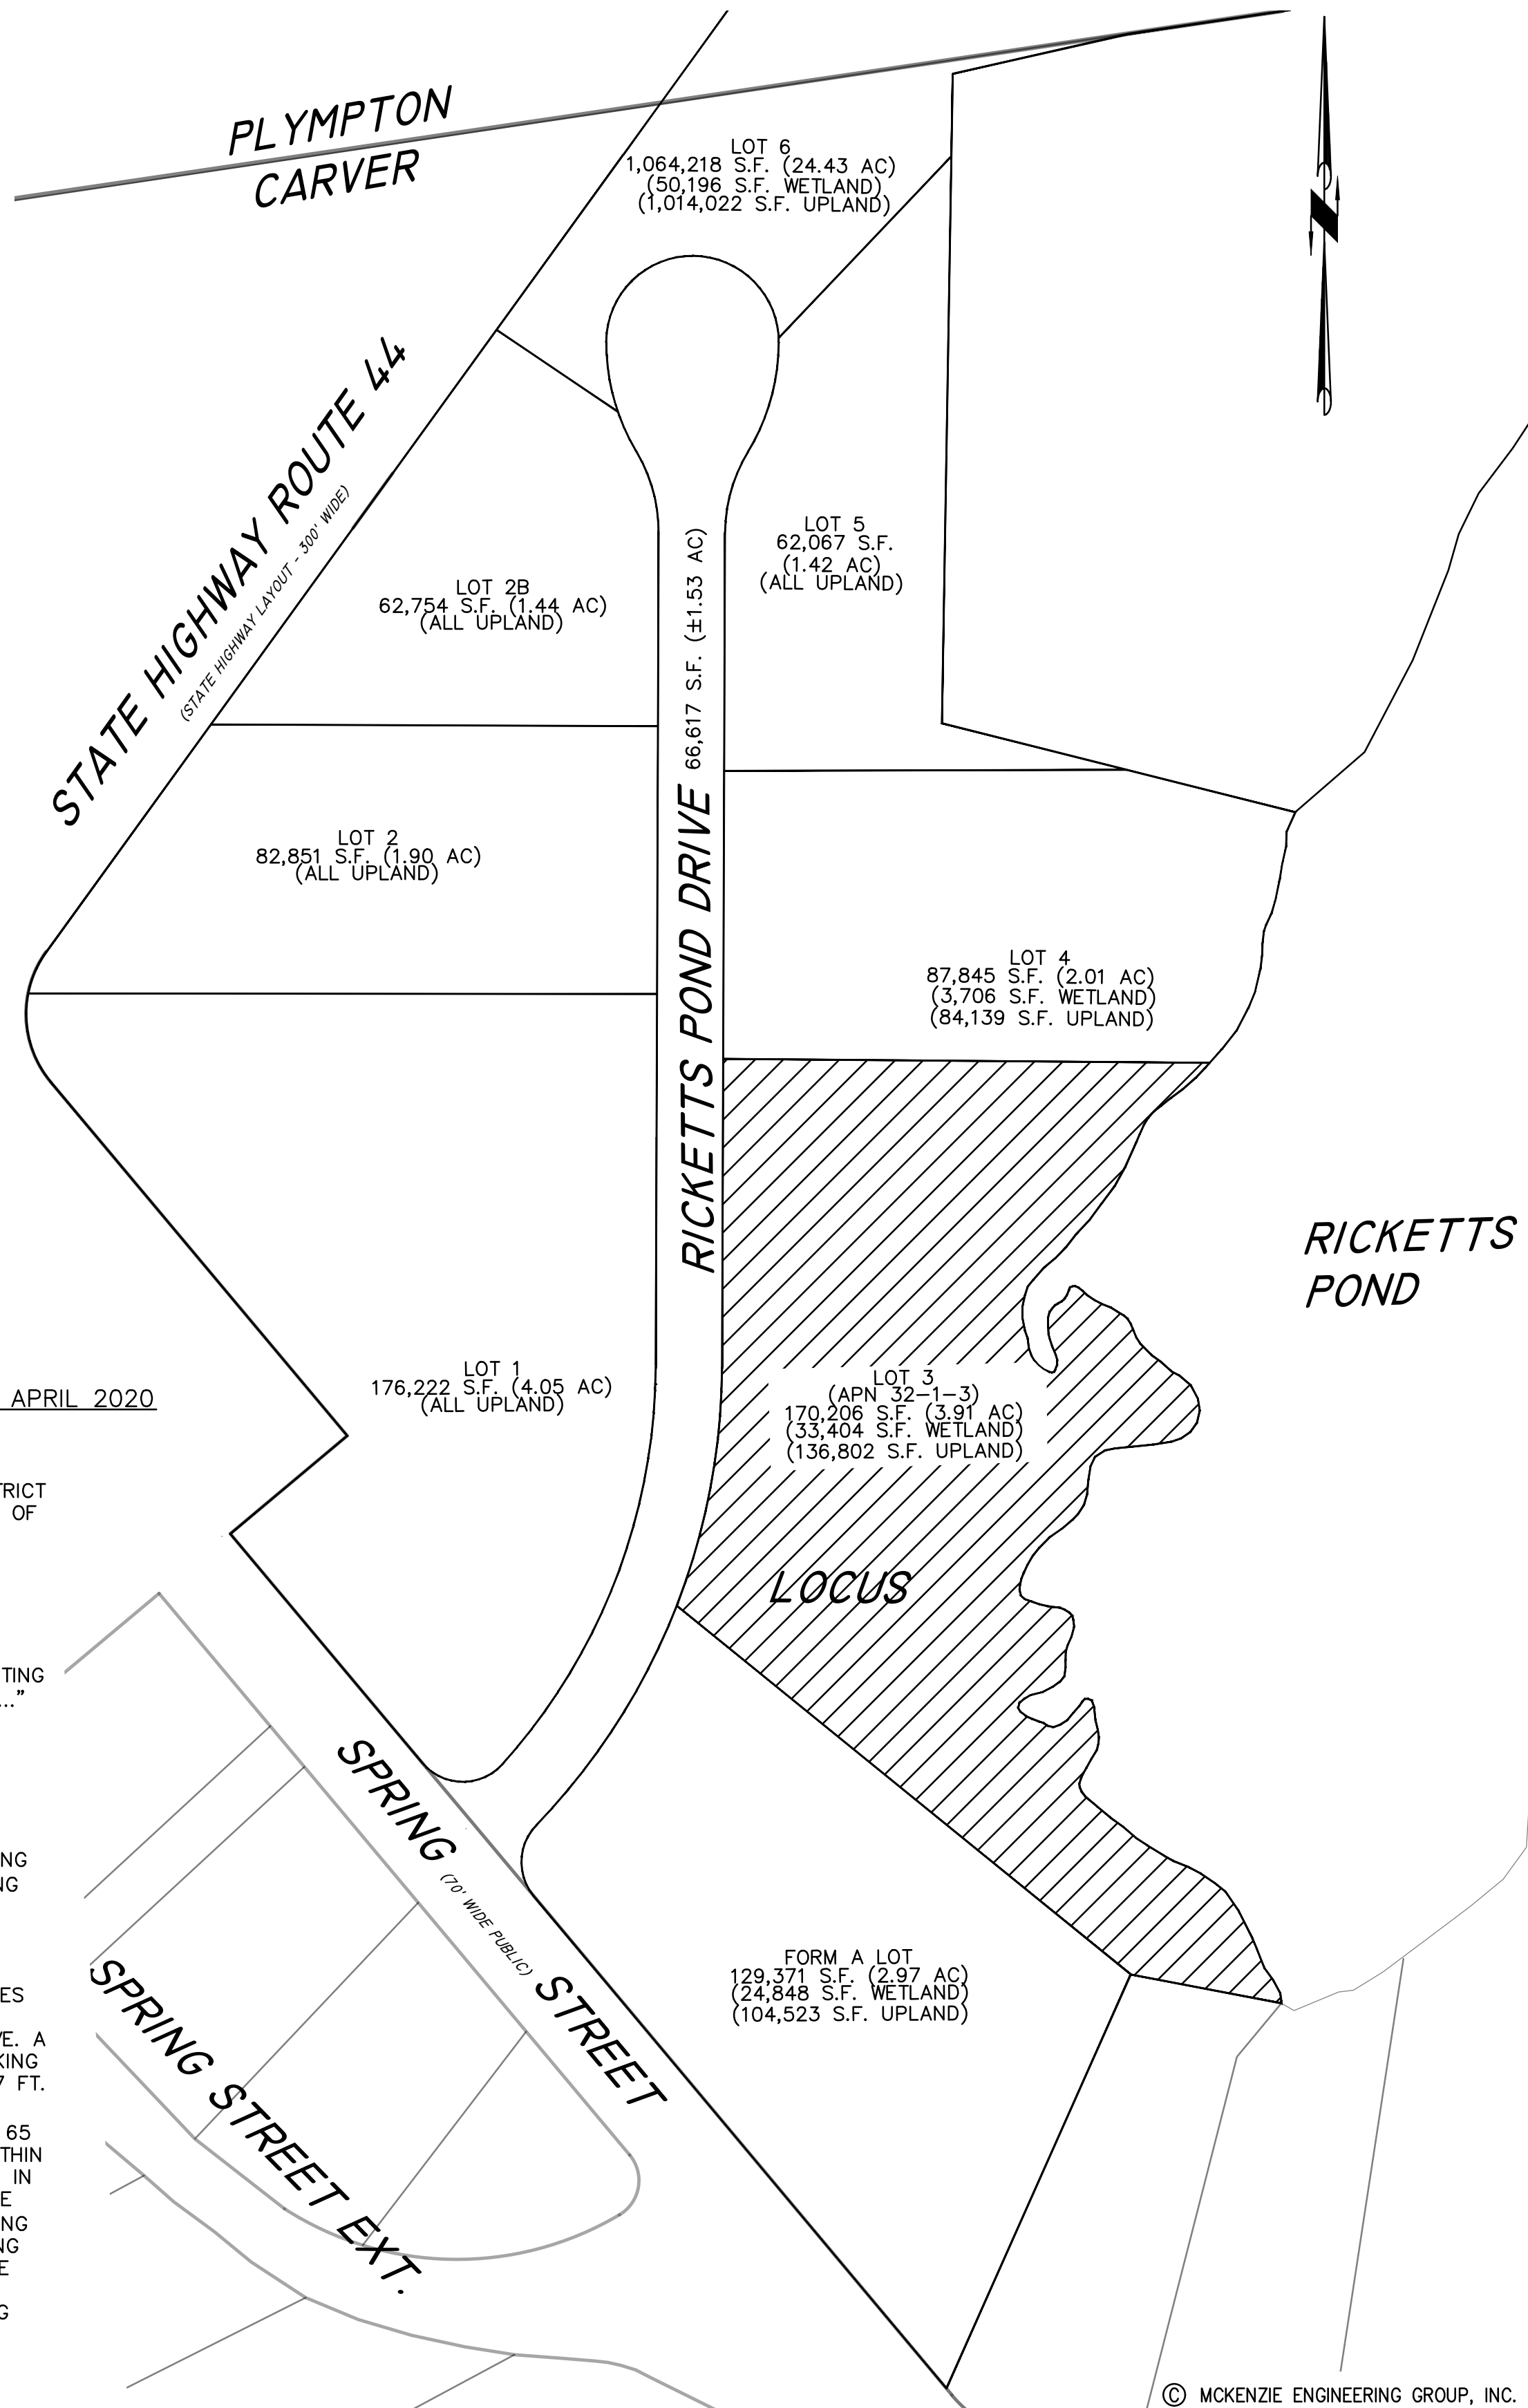 PLYMPTON
CARVER
LOT 6
1,064,218 S.F. (24.43 AC)
(50,196 S.F. WETLAND)
(1,014,022 S.F. UPLAND)
N
STATE HIGHWAY ROUTE 44
(STATE HIGHWAY LAYOUT - 300' WIDE)
LOT 5
62,067 S.F.
(1.42 AC)
(ALL UPLAND)
LOT 2B
62,754 S.F. (1.44 AC)
(ALL UPLAND)
RICKETTS POND DRIVE 66,617 S.F. (±1.53 AC)
LOT 2
82,851 S.F. (1.90 AC)
(ALL UPLAND)
LOT 4
87,845 S.F. (2.01 AC)
(3,706 S.F. WETLAND)
(84,139 S.F. UPLAND)
RICKETTS
POND
LOT 1
176,222 S.F. (4.05 AC)
(ALL UPLAND)
LOT 3
(APN 32-1-3)
170,206 S.F. (3.91 AC)
(33,404 S.F. WETLAND)
(136,802 S.F. UPLAND)
APRIL 2020
TRICT
OF
LOCUS
TING
..."
SPRING (70' WIDE PUBLIC) STREET
NG
NG
FORM A LOT
129,371 S.F. (2.97 AC)
(24,848 S.F. WETLAND)
(104,523 S.F. UPLAND)
SPRING STREET EXT.
ES
VE. A
KING
7 FT.
65
THIN
IN
E
NG
NG
E
G
© MCKENZIE ENGINEERING GROUP, INC.